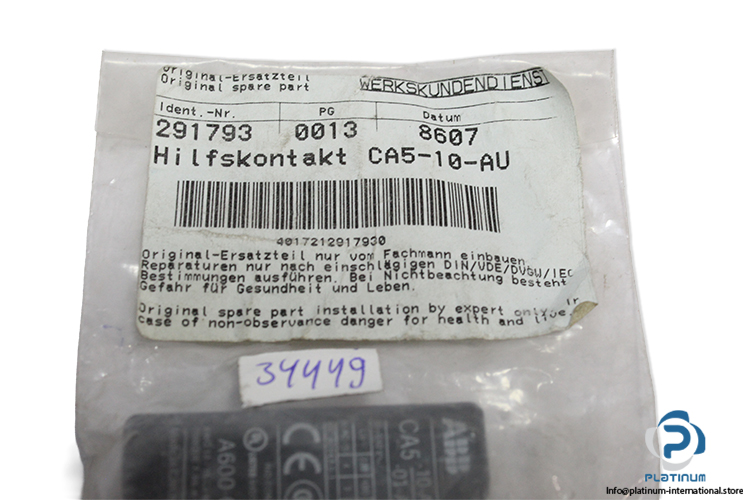 Original-Ersatzteil
Original spare part
WERKSKUNDENDIENST
Ident.-Nr. PG Datum
291793 0013 8607
Hilfskontakt CA5-10-AU
4017212917930
Original-Ersatzteil nur vom Fachmann einbauen
Reparaturen nur nach einschlägigen DIN/VDE/DVGW/IEC
Bestimmungen ausführen. Bei Nichtbeachtung besteht
Gefahr für Gesundheit und Leben.
Original spare part installation by expert only. In
case of non-observance danger for health and life.
34449
ABB
CA5-10
CE
A600
PLATINUM
Info@platinum-international.store